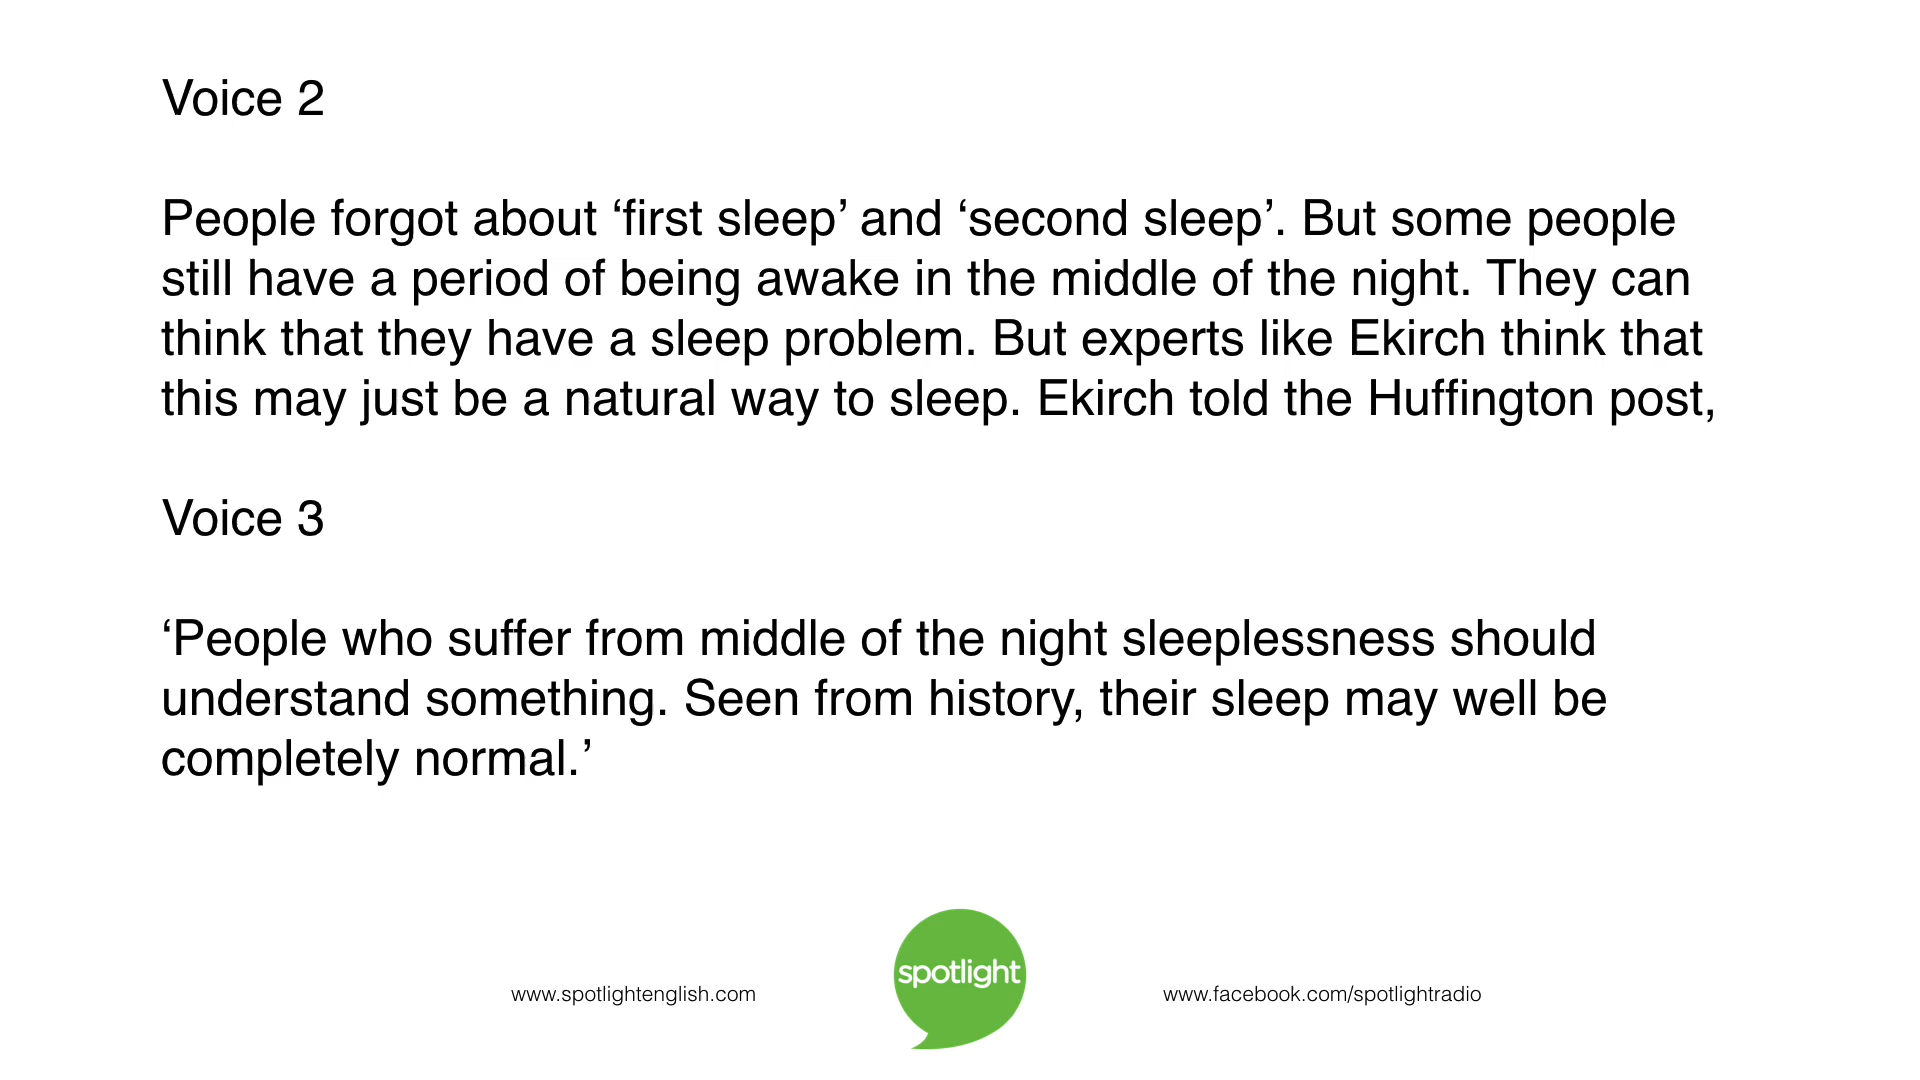 Voice 2
People forgot about ‘first sleep’ and ‘second sleep’. But some people
still have a period of being awake in the middle of the night. They can
think that they have a sleep problem. But experts like Ekirch think that
this may just be a natural way to sleep. Ekirch told the Huffington post,
Voice 3
‘People who suffer from middle of the night sleeplessness should
understand something. Seen from history, their sleep may well be
completely normal.’
spotlight
www.spotlightenglish.com
www.facebook.com/spotlightradio